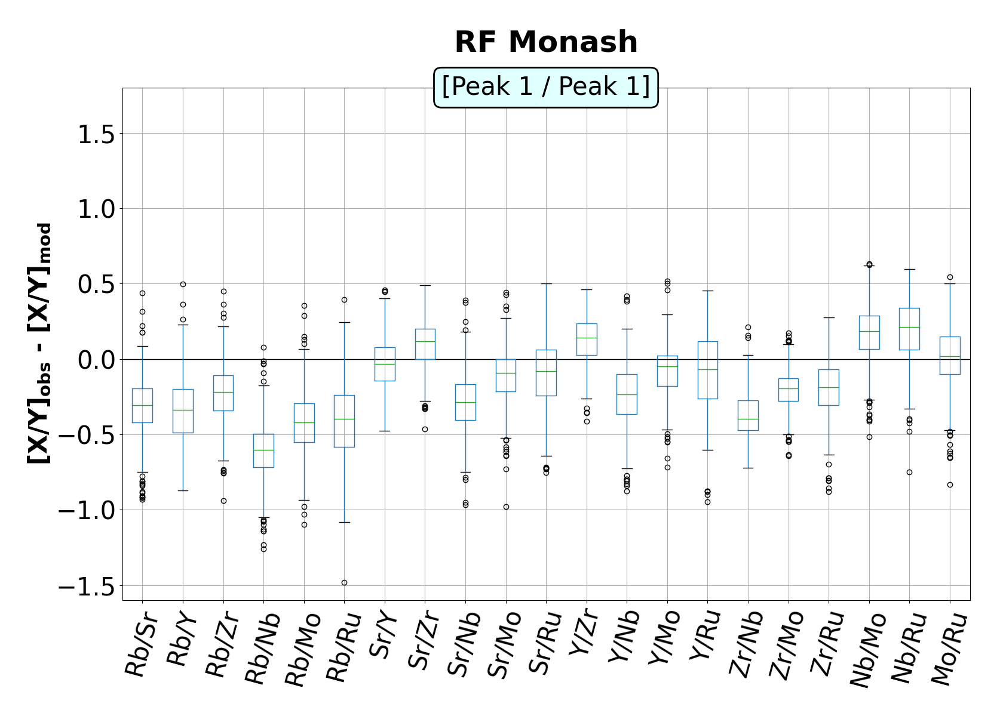 RF Monash
[Peak 1 / Peak 1]
[X/Y]obs - [X/Y]mod
1.5
1.0
0.5
0.0
−0.5
−1.0
−1.5
Rb/Sr
Rb/Y
Rb/Zr
Rb/Nb
Rb/Mo
Rb/Ru
Sr/Y
Sr/Zr
Sr/Nb
Sr/Mo
Sr/Ru
Y/Zr
Y/Nb
Y/Mo
Y/Ru
Zr/Nb
Zr/Mo
Zr/Ru
Nb/Mo
Nb/Ru
Mo/Ru